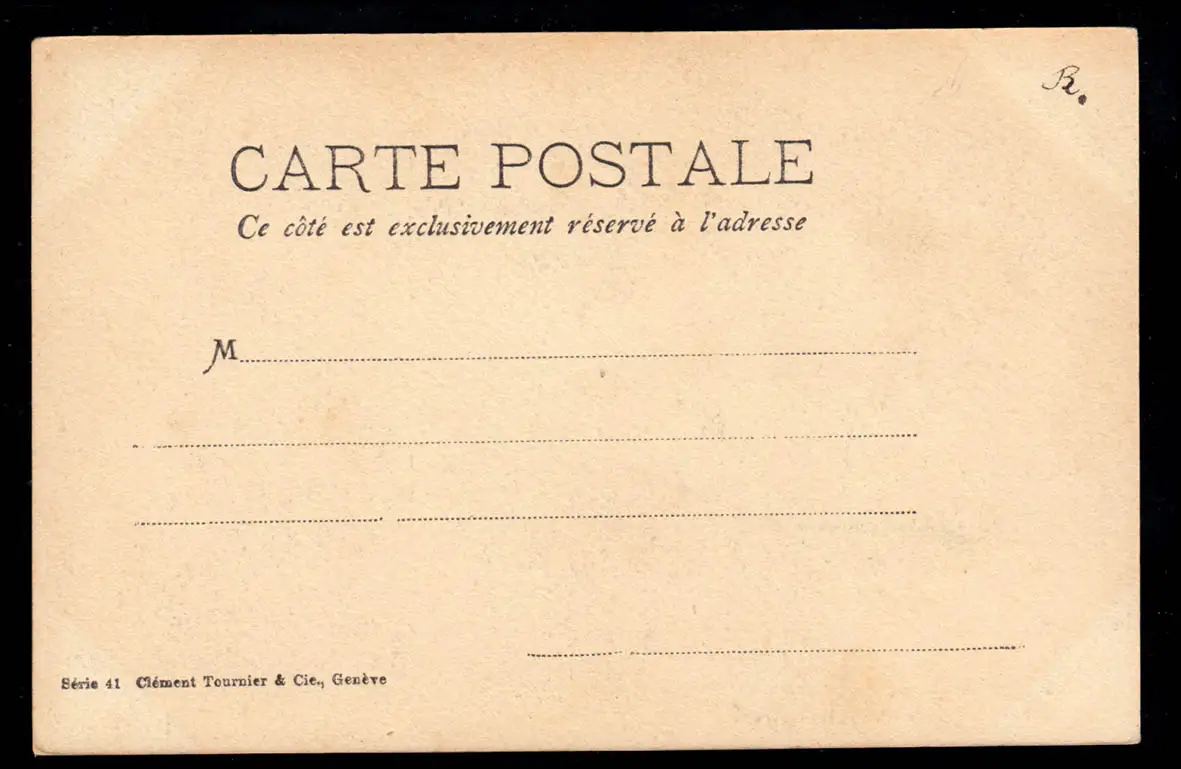 R.
CARTE POSTALE
Ce côté est exclusivement réservé à l'adresse
M
Série 41 Clément Tournier & Cie., Genève